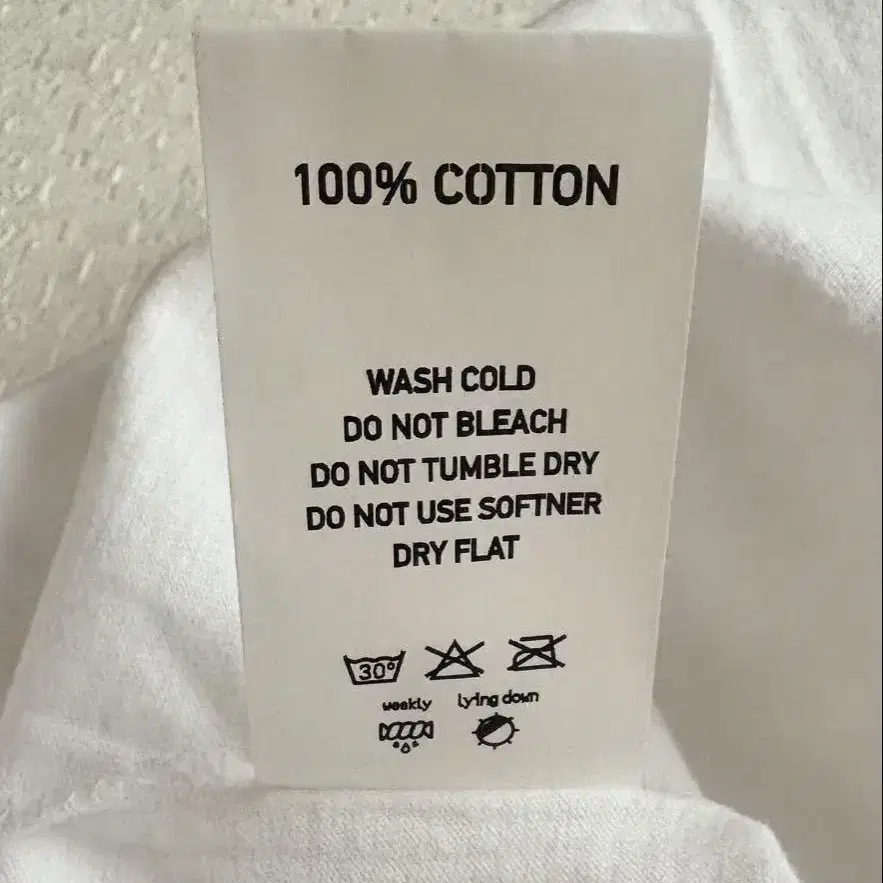 100% COTTON
WASH COLD
DO NOT BLEACH
DO NOT TUMBLE DRY
DO NOT USE SOFTNER
DRY FLAT
30°
weakly lying down